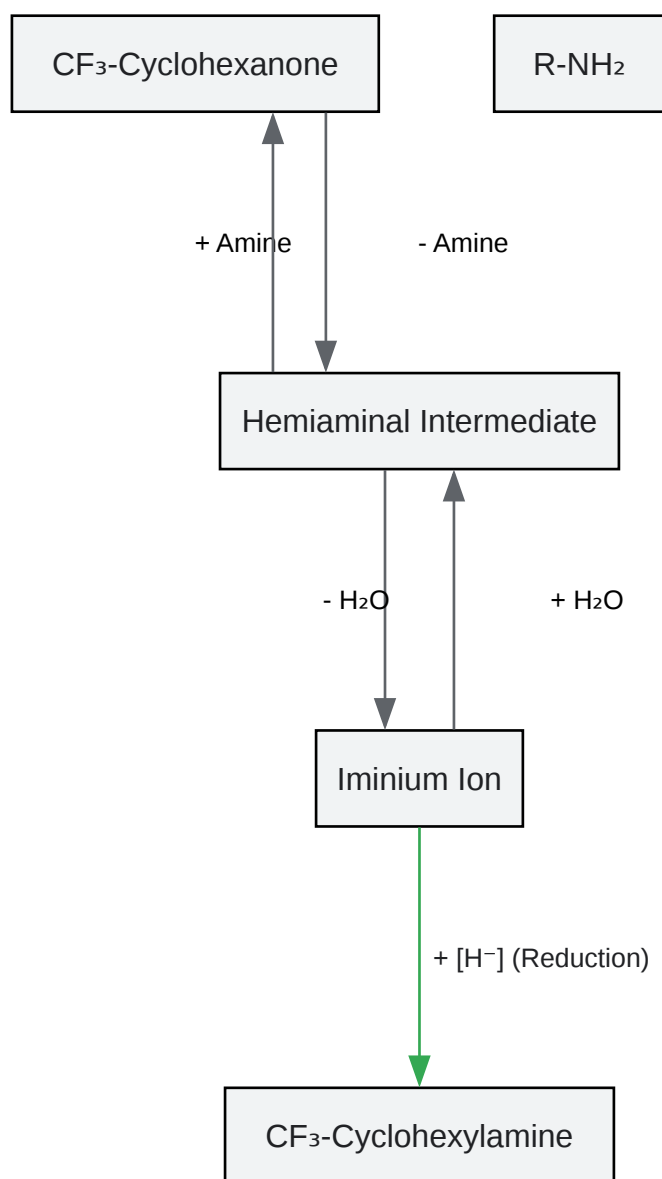 CF₃-Cyclohexanone
R-NH₂
+ Amine
- Amine
Hemiaminal Intermediate
- H₂O
+ H₂O
Iminium Ion
+ [H⁻] (Reduction)
CF₃-Cyclohexylamine